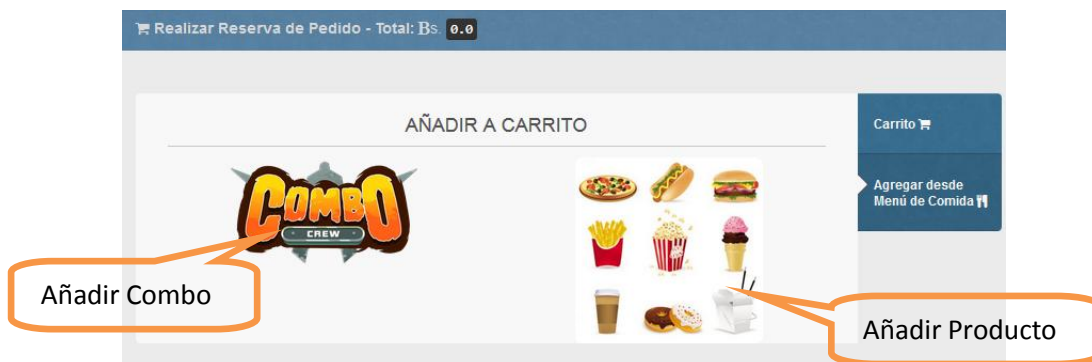 Realizar Reserva de Pedido - Total: Bs. 0.0
AÑADIR A CARRITO
Carrito
Agregar desde
Menú de Comida
COMBO
CREW
Añadir Combo
Añadir Producto